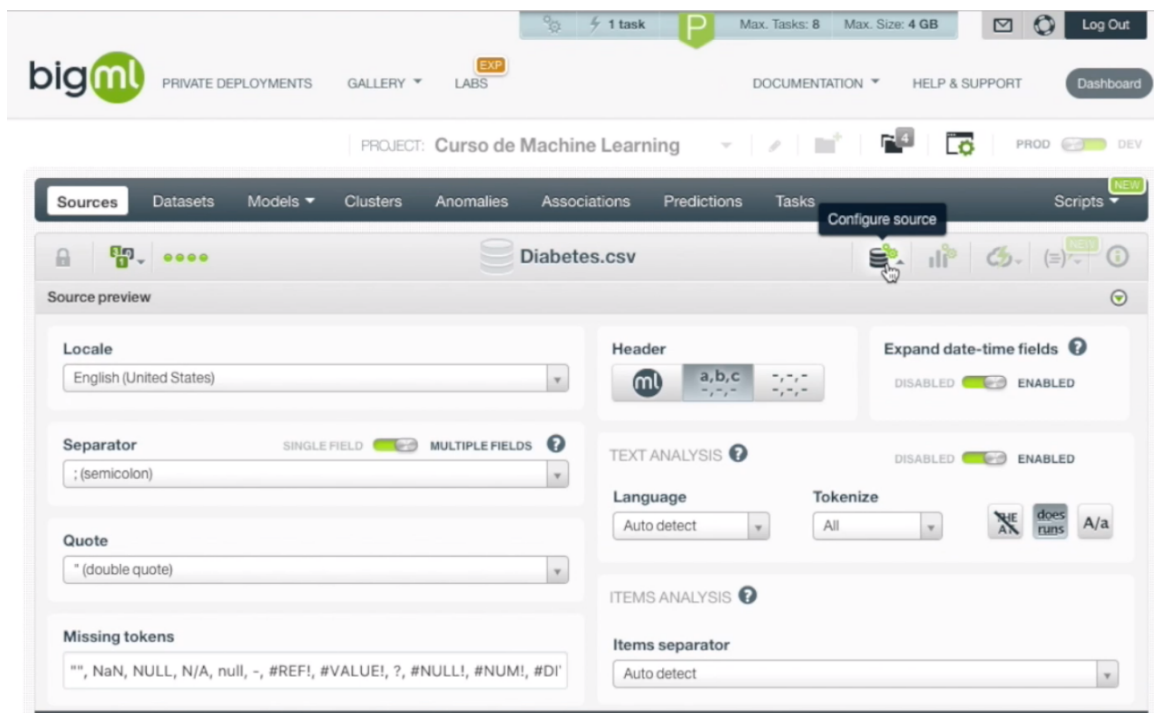 1 task P Max. Tasks: 8 Max. Size: 4 GB Log Out
bigml PRIVATE DEPLOYMENTS GALLERY LABS EXP DOCUMENTATION HELP & SUPPORT Dashboard
PROJECT: Curso de Machine Learning 4 PROD DEV
Sources Datasets Models Clusters Anomalies Associations Predictions Tasks Scripts NEW
Configure source
Diabetes.csv (=) NEW
Source preview
Locale
English (United States)
Header
ml a,b,c -,-,- -,-,- -,-,-
Expand date-time fields ?
DISABLED ENABLED
Separator SINGLE FIELD MULTIPLE FIELDS ?
; (semicolon)
TEXT ANALYSIS ? DISABLED ENABLED
Language Tokenize
Auto detect All THE A does runs A/a
Quote
" (double quote)
ITEMS ANALYSIS ?
Missing tokens
"", NaN, NULL, N/A, null, -, #REF!, #VALUE!, ?, #NULL!, #NUM!, #DI'
Items separator
Auto detect